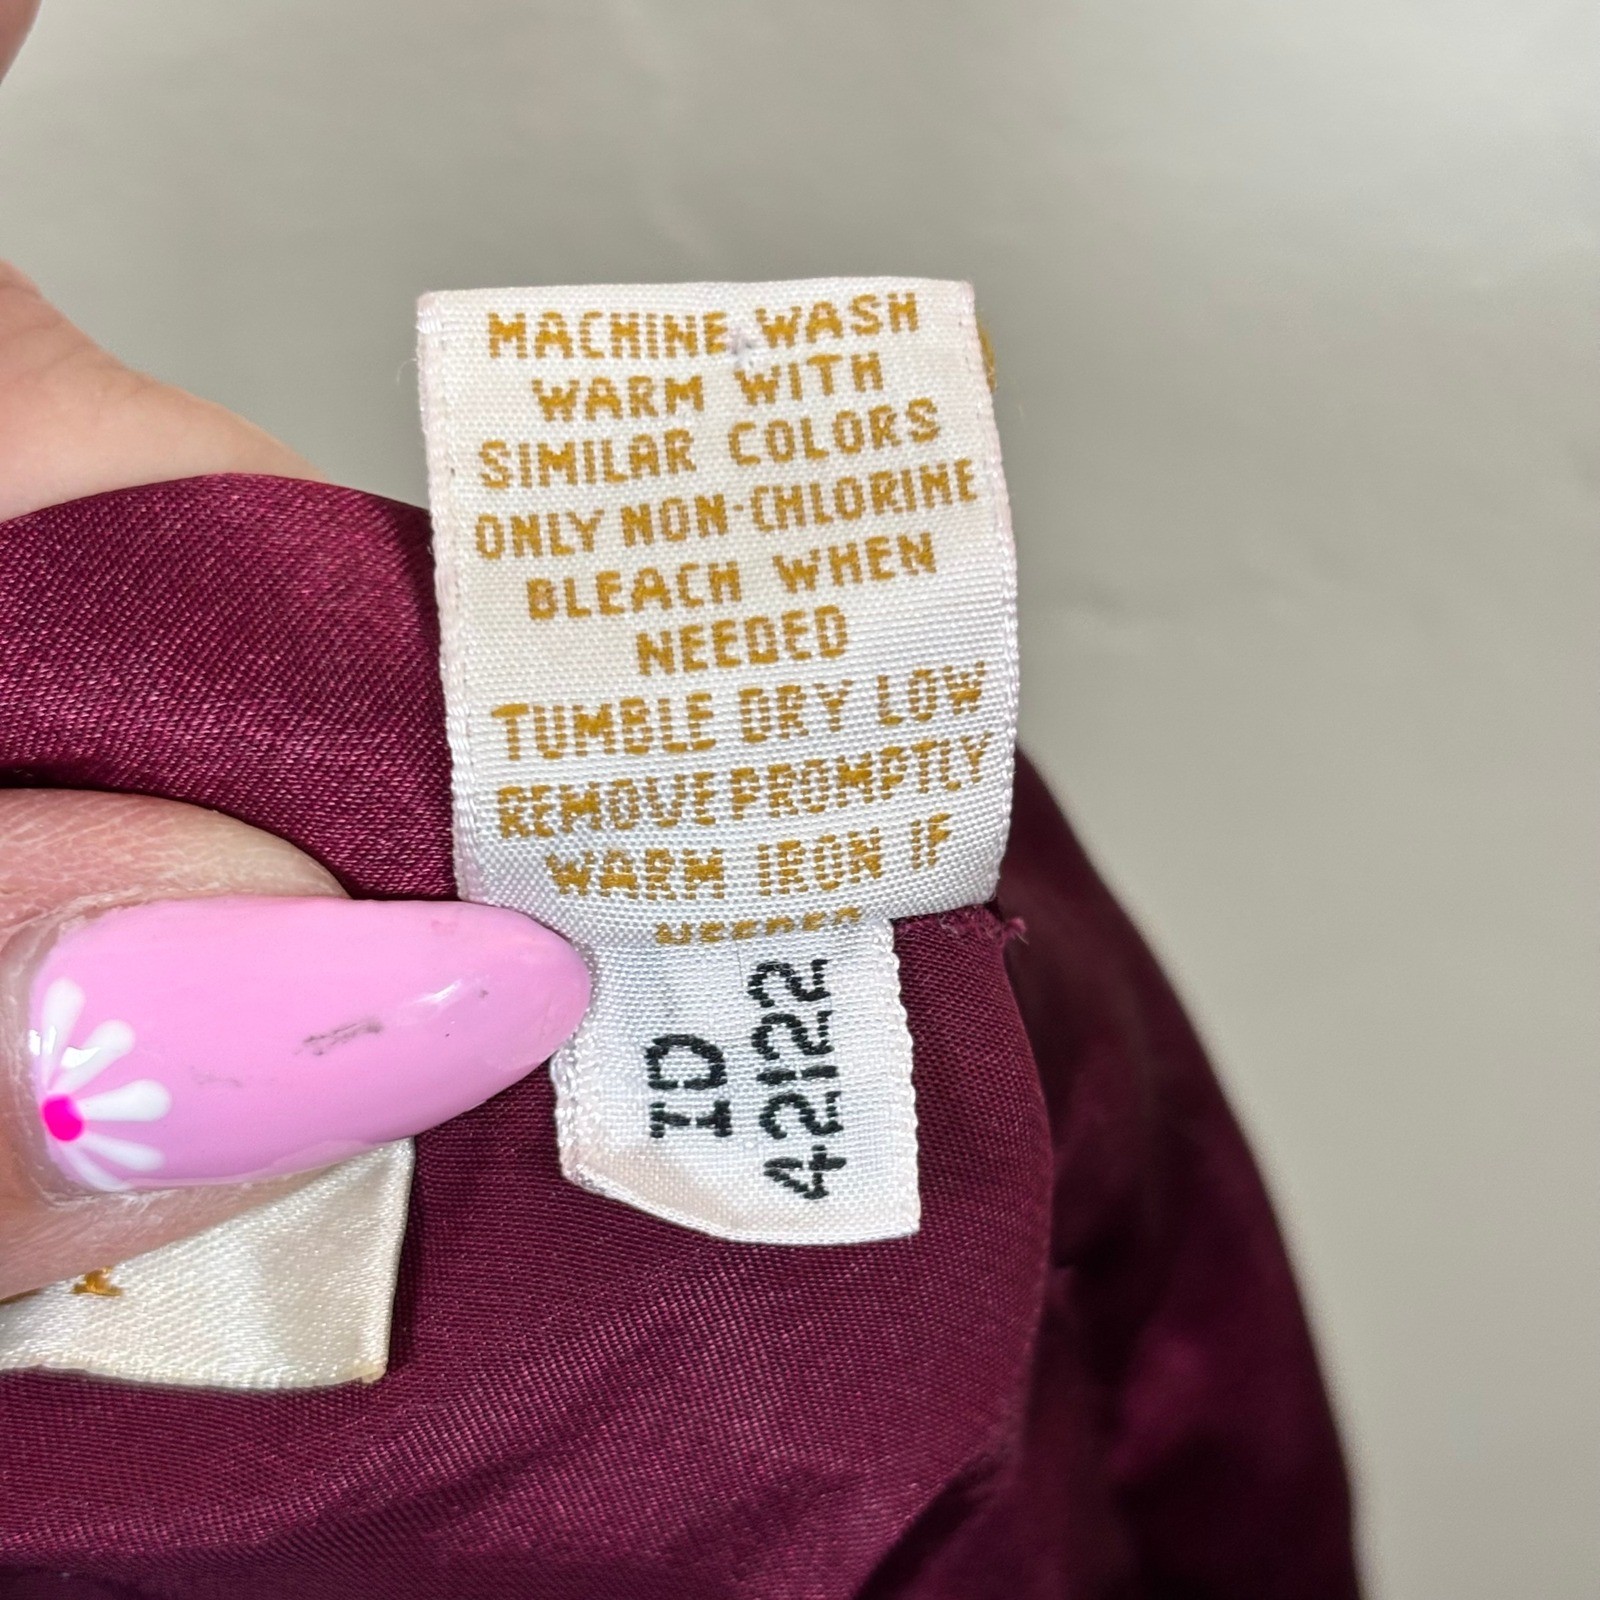 MACHINE WASH
WARM WITH
SIMILAR COLORS
ONLY NON-CHLORINE
BLEACH WHEN
NEEDED
TUMBLE DRY LOW
REMOVE PROMPTLY
WARM IRON IF
NEEDED
ID
42122